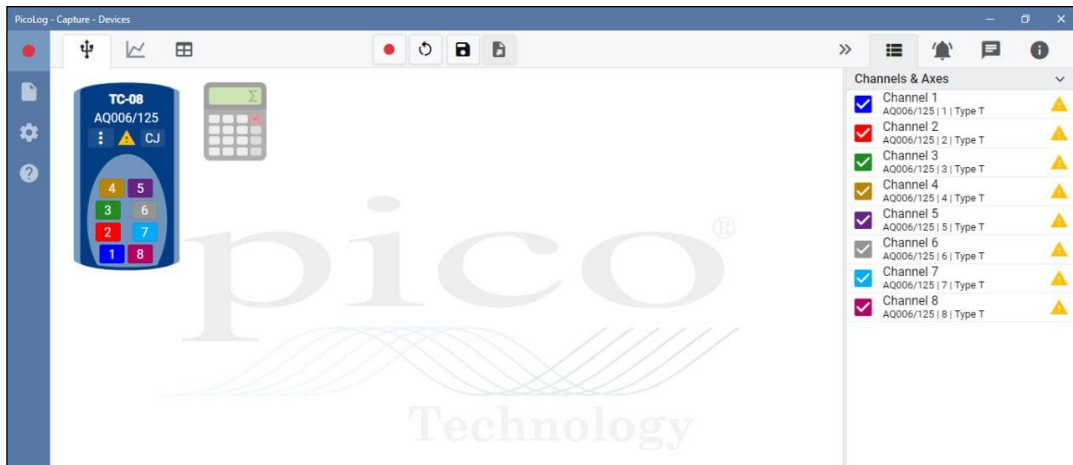 PicoLog - Capture - Devices
TC-08
AQ006/125
CJ
4 5
3 6
2 7
1 8
Σ
pico®
Technology
Channels & Axes
Channel 1
AQ006/125 | 1 | Type T
Channel 2
AQ006/125 | 2 | Type T
Channel 3
AQ006/125 | 3 | Type T
Channel 4
AQ006/125 | 4 | Type T
Channel 5
AQ006/125 | 5 | Type T
Channel 6
AQ006/125 | 6 | Type T
Channel 7
AQ006/125 | 7 | Type T
Channel 8
AQ006/125 | 8 | Type T